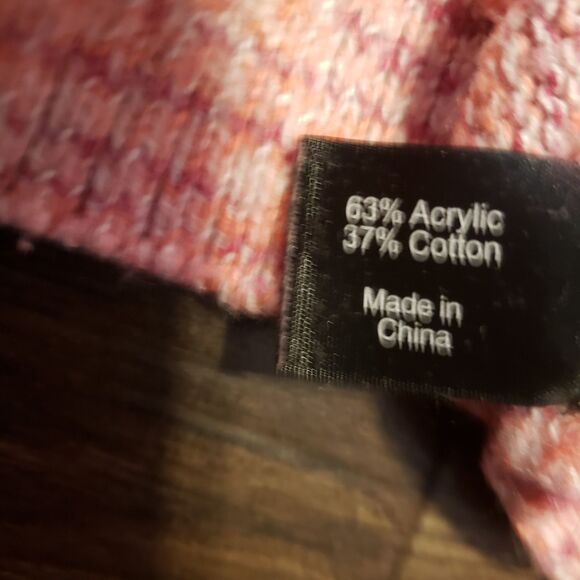 63% Acrylic
37% Cotton
Made in
China